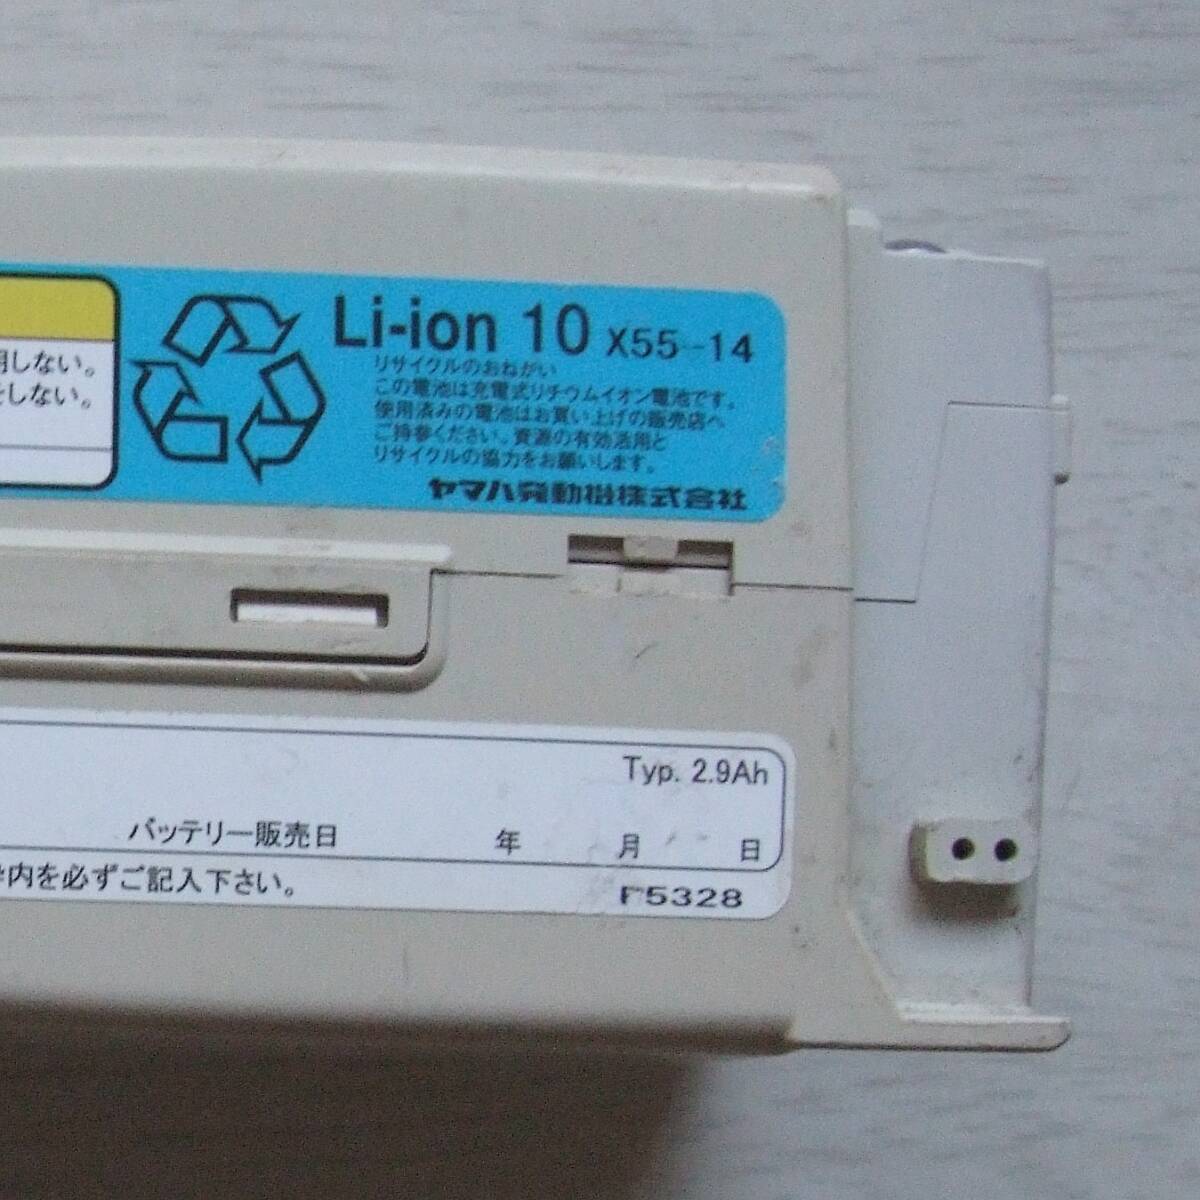 用しない。
をしない。
Li-ion 10 X55-14
リサイクルのおねがい
この電池は充電式リチウムイオン電池です。
使用済みの電池はお買い上げの販売店へ
ご持参ください。資源の有効活用と
リサイクルの協力をお願いします。
ヤマハ発動機株式会社
Typ. 2.9Ah
バッテリー販売日 年 月 日
内を必ずご記入下さい。
5328